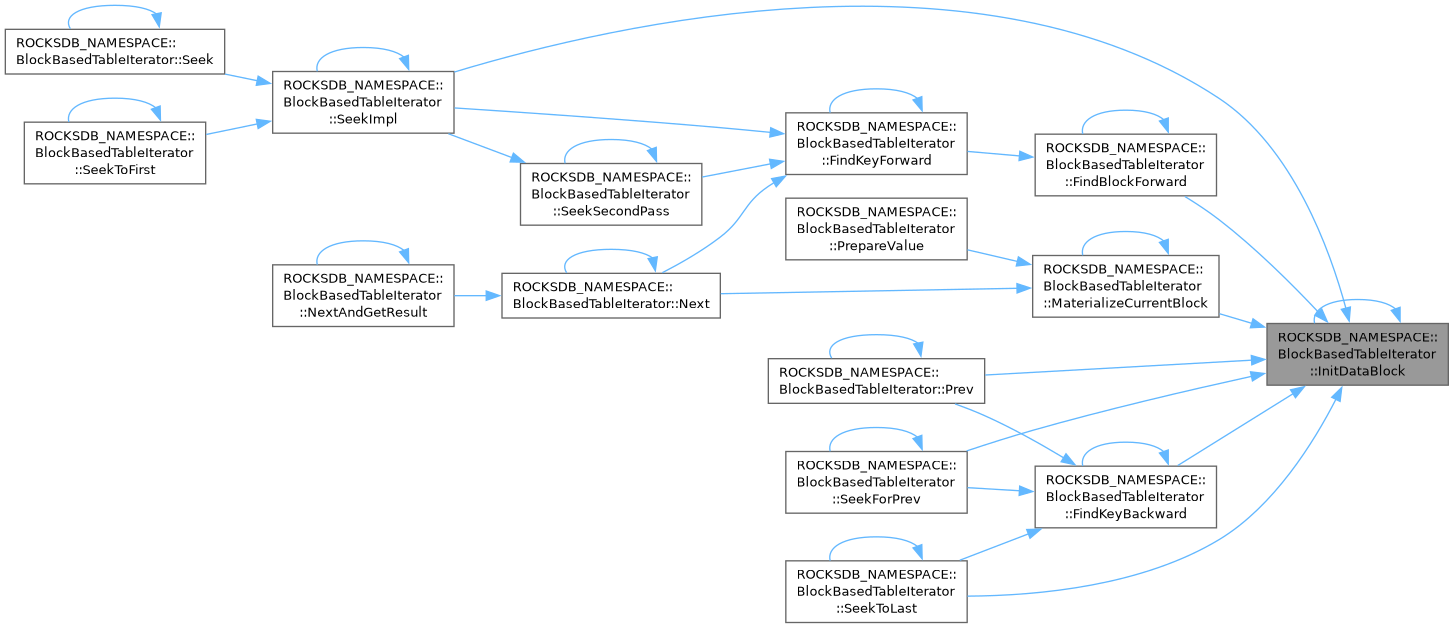 ROCKSDB_NAMESPACE::
BlockBasedTableIterator::Seek
ROCKSDB_NAMESPACE::
BlockBasedTableIterator
::SeekToFirst
ROCKSDB_NAMESPACE::
BlockBasedTableIterator
::SeekImpl
ROCKSDB_NAMESPACE::
BlockBasedTableIterator
::NextAndGetResult
ROCKSDB_NAMESPACE::
BlockBasedTableIterator
::SeekSecondPass
ROCKSDB_NAMESPACE::
BlockBasedTableIterator::Next
ROCKSDB_NAMESPACE::
BlockBasedTableIterator
::FindKeyForward
ROCKSDB_NAMESPACE::
BlockBasedTableIterator
::PrepareValue
ROCKSDB_NAMESPACE::
BlockBasedTableIterator::Prev
ROCKSDB_NAMESPACE::
BlockBasedTableIterator
::SeekForPrev
ROCKSDB_NAMESPACE::
BlockBasedTableIterator
::SeekToLast
ROCKSDB_NAMESPACE::
BlockBasedTableIterator
::FindBlockForward
ROCKSDB_NAMESPACE::
BlockBasedTableIterator
::MaterializeCurrentBlock
ROCKSDB_NAMESPACE::
BlockBasedTableIterator
::FindKeyBackward
ROCKSDB_NAMESPACE::
BlockBasedTableIterator
::InitDataBlock